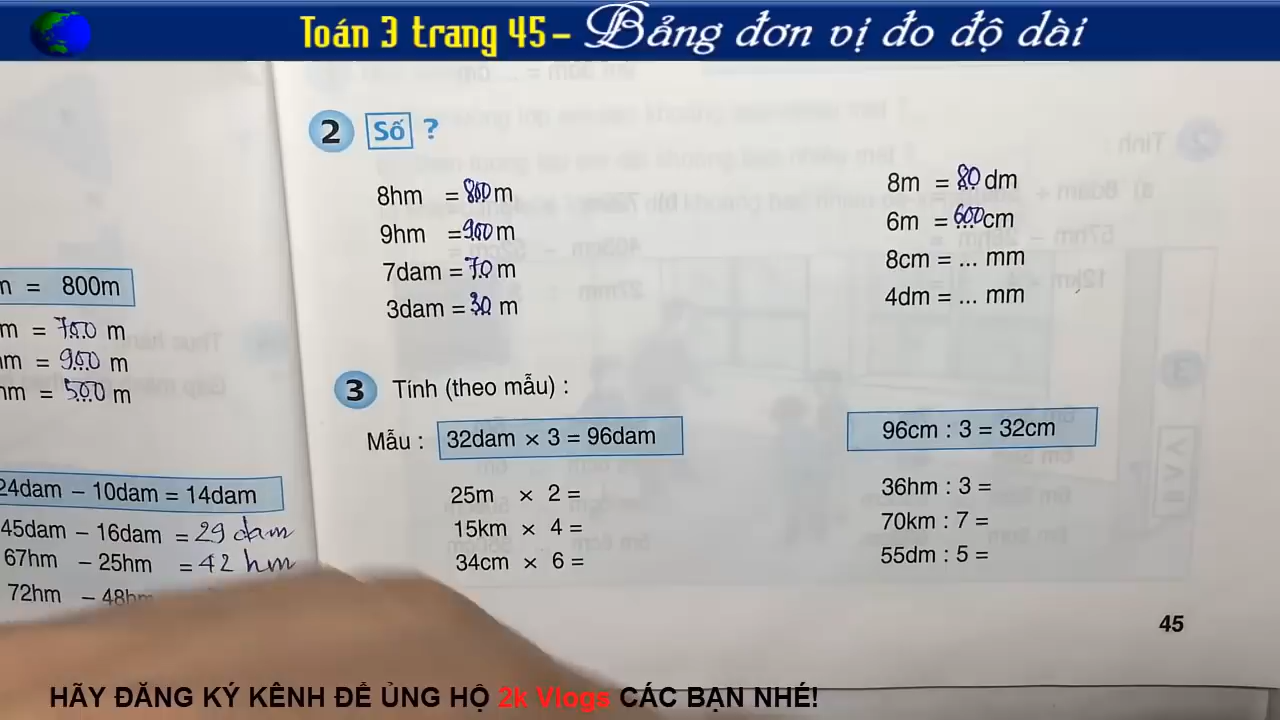 Toán 3 trang 45 – Bảng đơn vị đo độ dài
2 Số ?
8hm = 800 m
9hm = 900 m
7dam = 70 m
3dam = 30 m
8m = 80 dm
6m = 600 cm
8cm = ... mm
4dm = ... mm
m = 800m
m = 700 m
m = 900 m
m = 500 m
3 Tính (theo mẫu) :
Mẫu : 32dam × 3 = 96dam
25m × 2 =
15km × 4 =
34cm × 6 =
96cm : 3 = 32cm
36hm : 3 =
70km : 7 =
55dm : 5 =
24dam – 10dam = 14dam
45dam – 16dam = 29 dam
67hm – 25hm = 42 hm
72hm – 48hm
45
HÃY ĐĂNG KÝ KÊNH ĐỂ ỦNG HỘ 2k Vlogs CÁC BẠN NHÉ!